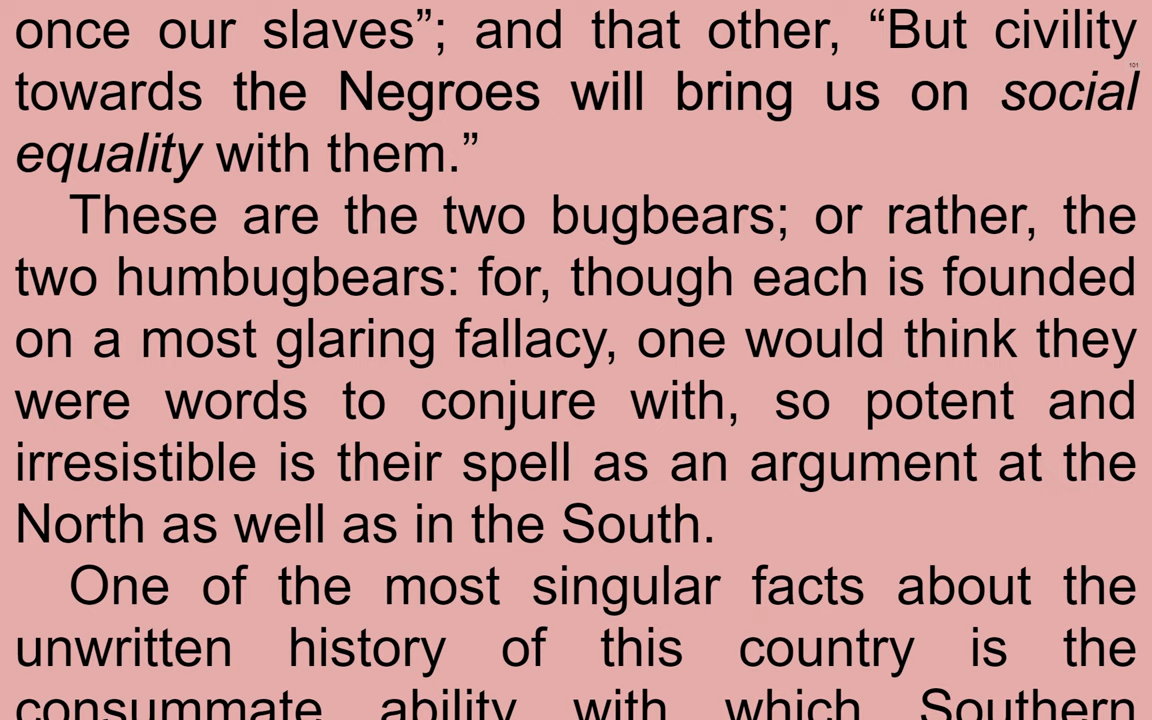 once our slaves”; and that other, “But civility
101
towards the Negroes will bring us on social
equality with them.”
These are the two bugbears; or rather, the
two humbugbears: for, though each is founded
on a most glaring fallacy, one would think they
were words to conjure with, so potent and
irresistible is their spell as an argument at the
North as well as in the South.
One of the most singular facts about the
unwritten history of this country is the
consummate ability with which Southern